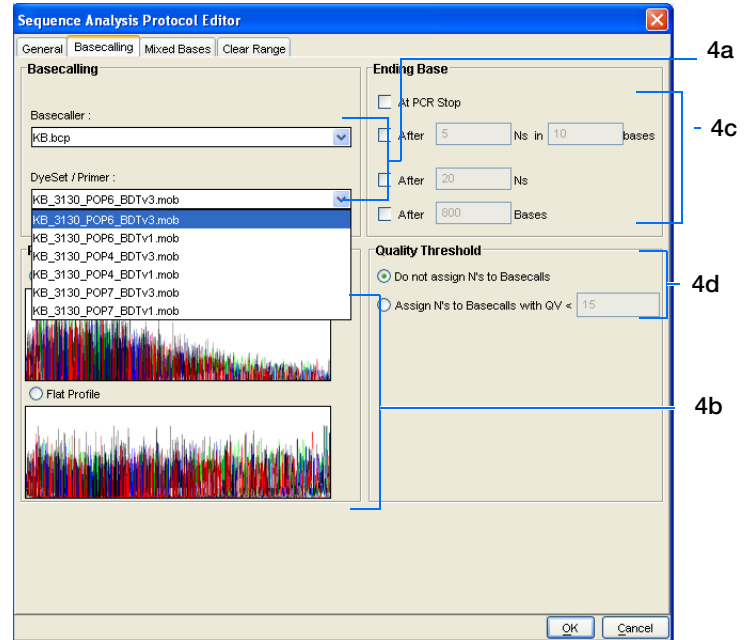 Sequence Analysis Protocol Editor
General Basecalling Mixed Bases Clear Range
Basecalling
Basecaller :
KB.bcp
DyeSet / Primer :
KB_3130_POP6_BDTv3.mob
KB_3130_POP6_BDTv3.mob
KB_3130_POP6_BDTv1.mob
KB_3130_POP4_BDTv3.mob
KB_3130_POP4_BDTv1.mob
KB_3130_POP7_BDTv3.mob
KB_3130_POP7_BDTv1.mob
Flat Profile
Ending Base
At PCR Stop
After 5 Ns in 10 bases
After 20 Ns
After 800 Bases
Quality Threshold
Do not assign N's to Basecalls
Assign N's to Basecalls with QV < 15
OK Cancel
4a
4c
4d
4b